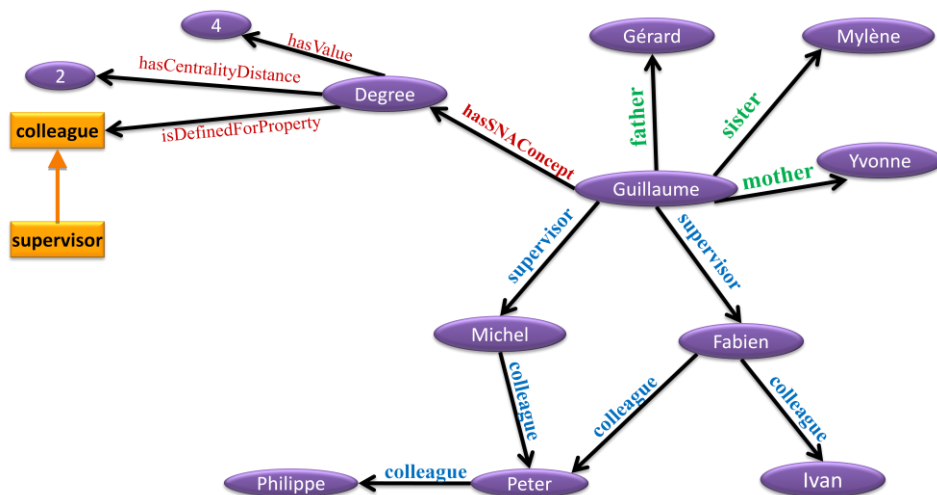 4
hasValue
Gérard
Mylène
2
hasCentralityDistance
Degree
colleague
isDefinedForProperty
hasSNAConcept
father
sister
Yvonne
mother
Guillaume
supervisor
supervisor
supervisor
Michel
Fabien
colleague
colleague
colleague
Philippe
colleague
Peter
Ivan